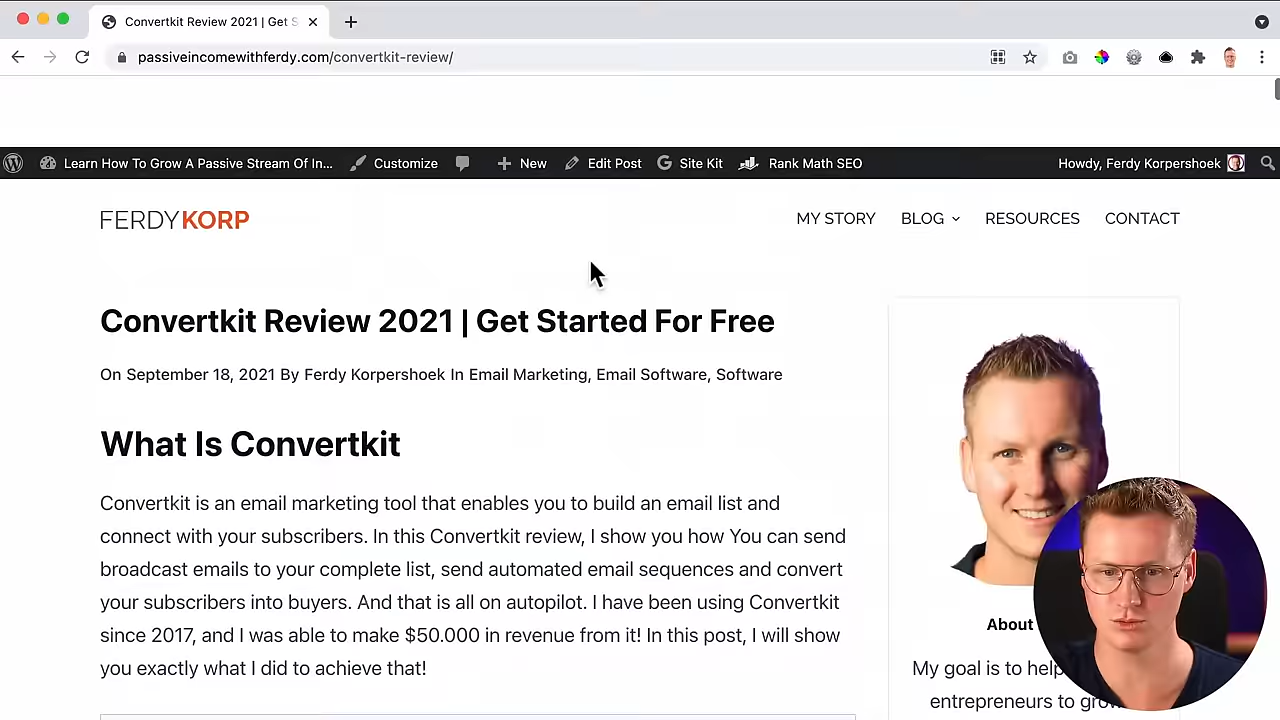 Convertkit Review 2021 | Get S
passiveincomewithferdy.com/convertkit-review/
Learn How To Grow A Passive Stream Of In... Customize New Edit Post Site Kit Rank Math SEO Howdy, Ferdy Korpershoek
FERDYKORP
MY STORY BLOG RESOURCES CONTACT
Convertkit Review 2021 | Get Started For Free
On September 18, 2021 By Ferdy Korpershoek In Email Marketing, Email Software, Software
What Is Convertkit
Convertkit is an email marketing tool that enables you to build an email list and
connect with your subscribers. In this Convertkit review, I show you how You can send
broadcast emails to your complete list, send automated email sequences and convert
your subscribers into buyers. And that is all on autopilot. I have been using Convertkit
since 2017, and I was able to make $50.000 in revenue from it! In this post, I will show
you exactly what I did to achieve that!
About
My goal is to help
entrepreneurs to